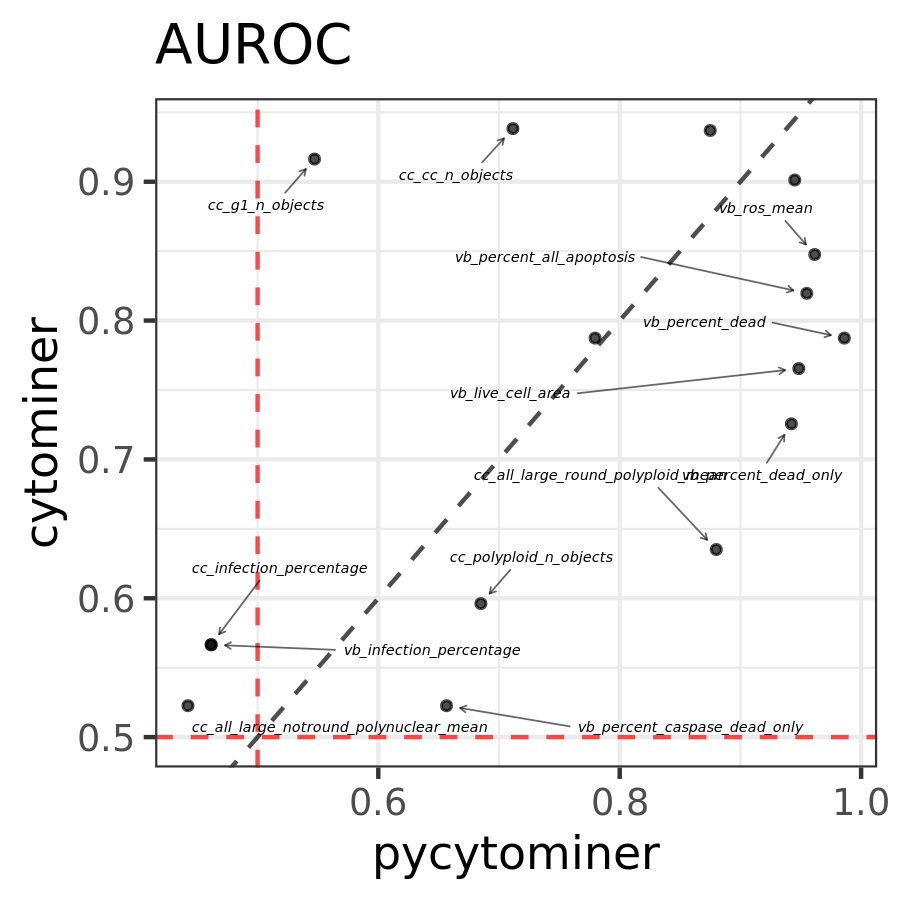 AUROC
cytominer
0.9
0.8
0.7
0.6
0.5
cc_cc_n_objects
cc_g1_n_objects
vb_ros_mean
vb_percent_all_apoptosis
vb_percent_dead
vb_live_cell_area
cc_all_large_round_polyploid_mean
vb_percent_dead_only
cc_polyploid_n_objects
cc_infection_percentage
vb_infection_percentage
cc_all_large_notround_polynuclear_mean
vb_percent_caspase_dead_only
0.6
0.8
1.0
pycytominer